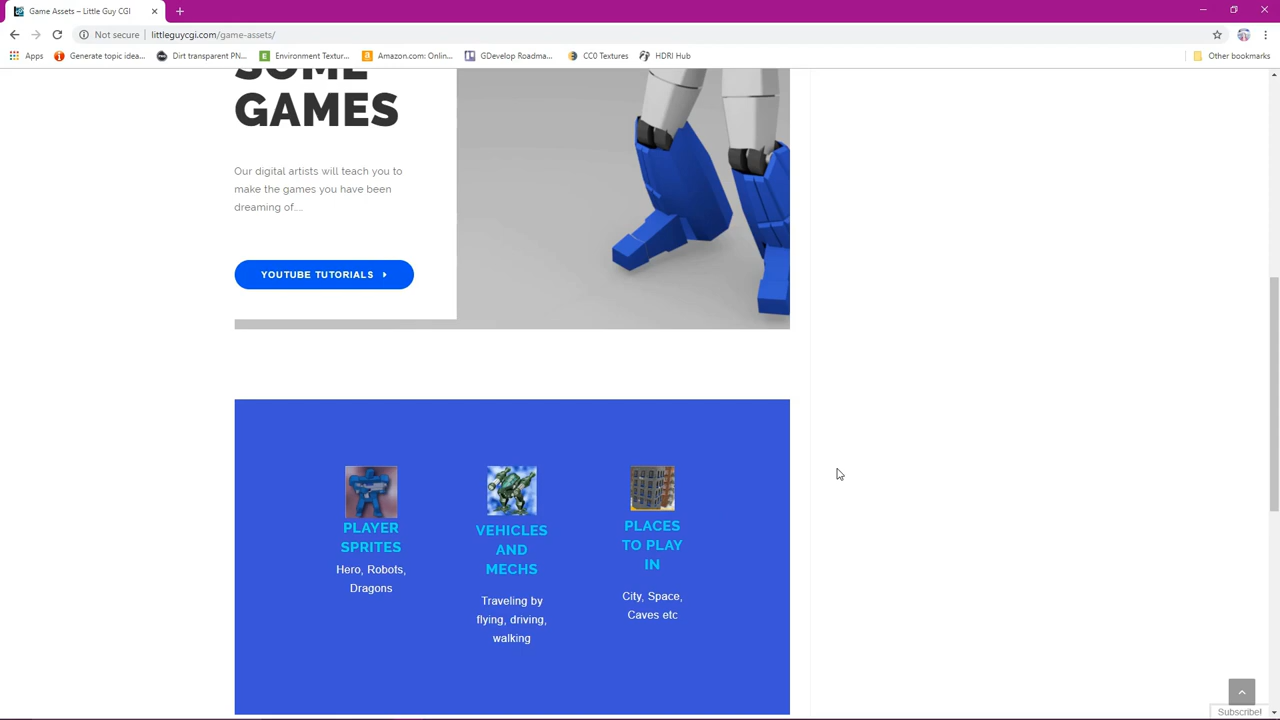 Game Assets – Little Guy CGI
Not secure | littleguycgi.com/game-assets/
Apps Generate topic idea... Dirt transparent PN... Environment Textur... Amazon.com: Onlin... GDevelop Roadma... CC0 Textures HDRI Hub Other bookmarks
SOME
GAMES
Our digital artists will teach you to
make the games you have been
dreaming of....
YOUTUBE TUTORIALS
PLAYER
SPRITES
Hero, Robots,
Dragons
VEHICLES
AND
MECHS
Traveling by
flying, driving,
walking
PLACES
TO PLAY
IN
City, Space,
Caves etc
Subscribe!